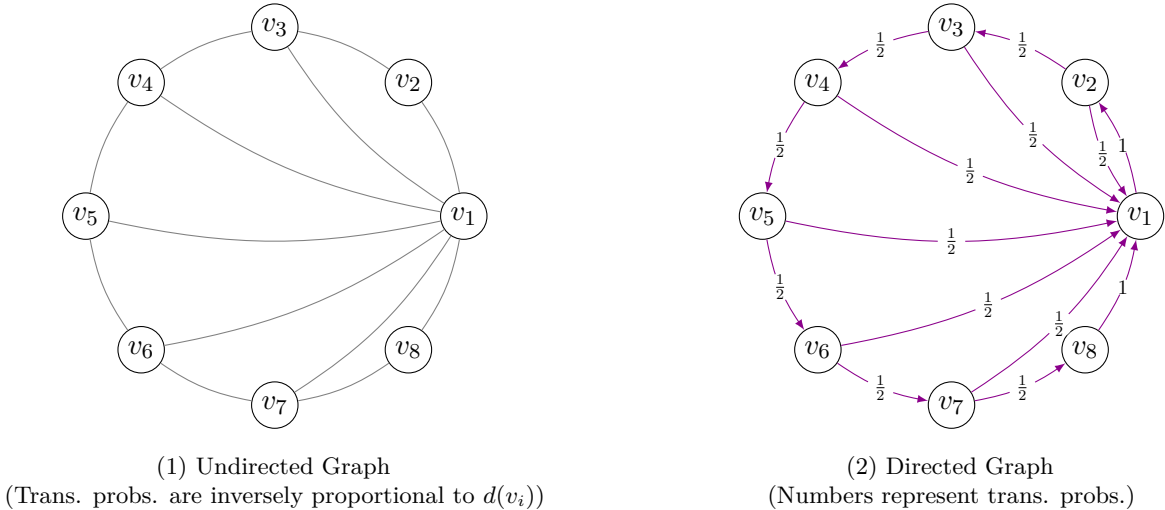 v₃
v₄
v₂
v₅
v₁
v₆
v₈
v₇
(1) Undirected Graph
(Trans. probs. are inversely proportional to d(vᵢ))
v₃
1/2
1/2
v₄
v₂
1/2
1/2
1/2
1
1/2
v₅
v₁
1/2
1/2
1/2
1
1/2
v₆
v₈
1/2
1/2
v₇
(2) Directed Graph
(Numbers represent trans. probs.)